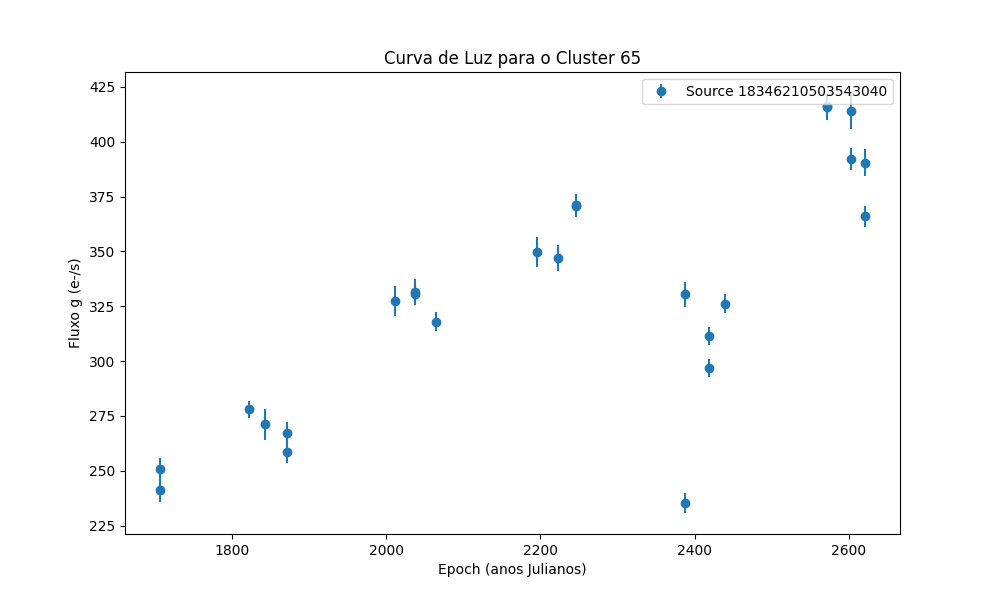 Curva de Luz para o Cluster 65
Source 18346210503543040
425
400
375
350
325
300
275
250
225
Fluxo g (e-/s)
1800 2000 2200 2400 2600
Epoch (anos Julianos)